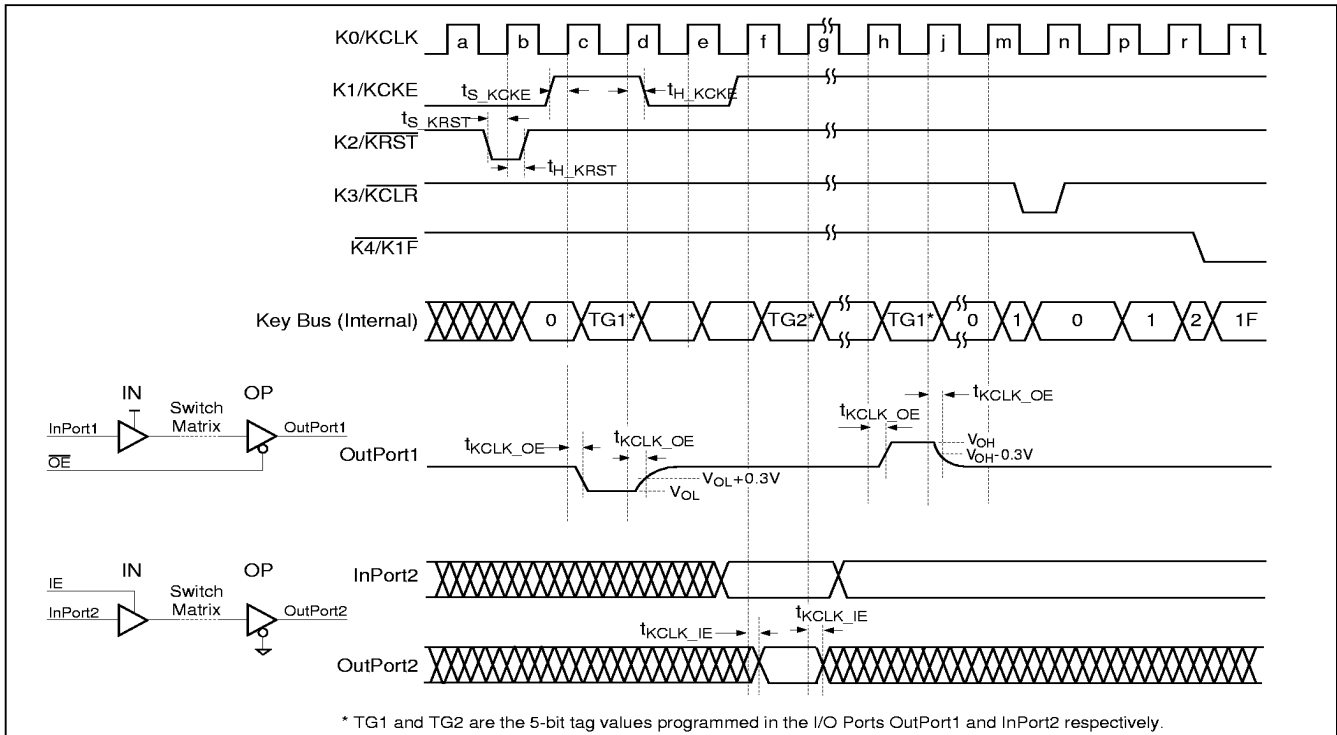 K0/KCLK a b c d e f g h j m n p r t
K1/KCKE tS_KCKE tH_KCKE
tS_KRST
K2/KRST
tH_KRST
K3/KCLR
K4/K1F
Key Bus (Internal) 0 TG1* TG2* TG1* 0 1 0 1 2 1F
IN OP
Switch
Matrix
InPort1 OutPort1
OE
OutPort1
tKCLK_OE tKCLK_OE tKCLK_OE tKCLK_OE
VOL+0.3V
VOL
VOH
VOH-0.3V
InPort2
IN OP
IE
Switch
Matrix
InPort2 OutPort2
tKCLK_IE tKCLK_IE
OutPort2
* TG1 and TG2 are the 5-bit tag values programmed in the I/O Ports OutPort1 and InPort2 respectively.